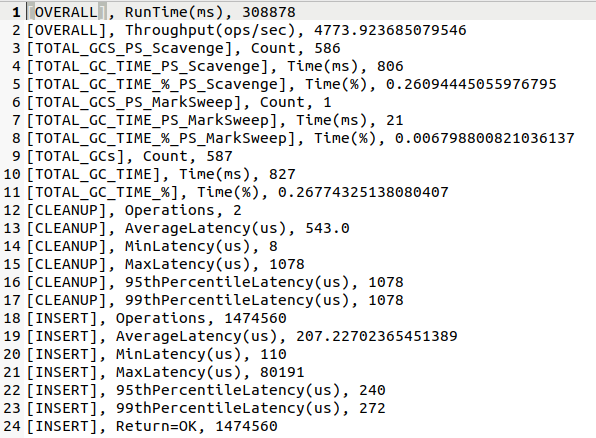 1 [OVERALL], RunTime(ms), 308878
2 [OVERALL], Throughput(ops/sec), 4773.923685079546
3 [TOTAL_GCS_PS_Scavenge], Count, 586
4 [TOTAL_GC_TIME_PS_Scavenge], Time(ms), 806
5 [TOTAL_GC_TIME_%_PS_Scavenge], Time(%), 0.26094445055976795
6 [TOTAL_GCS_PS_MarkSweep], Count, 1
7 [TOTAL_GC_TIME_PS_MarkSweep], Time(ms), 21
8 [TOTAL_GC_TIME_%_PS_MarkSweep], Time(%), 0.006798800821036137
9 [TOTAL_GCs], Count, 587
10 [TOTAL_GC_TIME], Time(ms), 827
11 [TOTAL_GC_TIME_%], Time(%), 0.26774325138080407
12 [CLEANUP], Operations, 2
13 [CLEANUP], AverageLatency(us), 543.0
14 [CLEANUP], MinLatency(us), 8
15 [CLEANUP], MaxLatency(us), 1078
16 [CLEANUP], 95thPercentileLatency(us), 1078
17 [CLEANUP], 99thPercentileLatency(us), 1078
18 [INSERT], Operations, 1474560
19 [INSERT], AverageLatency(us), 207.22702365451389
20 [INSERT], MinLatency(us), 110
21 [INSERT], MaxLatency(us), 80191
22 [INSERT], 95thPercentileLatency(us), 240
23 [INSERT], 99thPercentileLatency(us), 272
24 [INSERT], Return=OK, 1474560